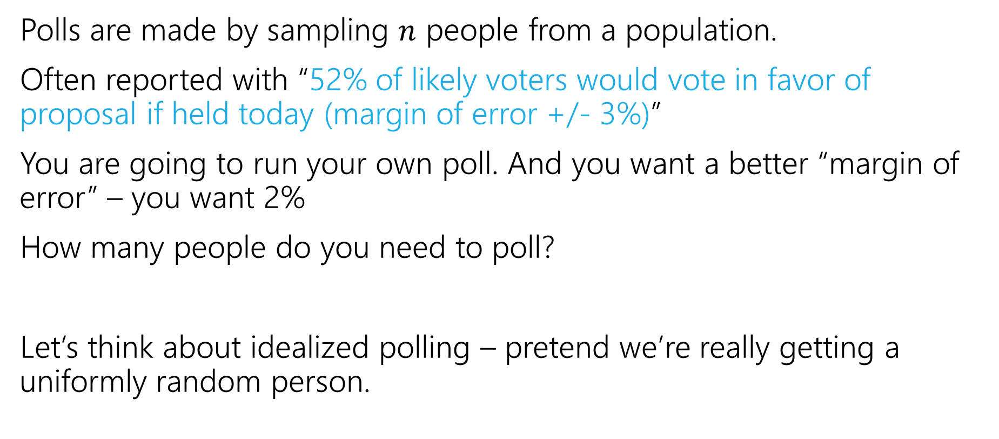 Polls are made by sampling n people from a population.
Often reported with “52% of likely voters would vote in favor of
proposal if held today (margin of error +/- 3%)”
You are going to run your own poll. And you want a better “margin of
error” – you want 2%
How many people do you need to poll?
Let’s think about idealized polling – pretend we’re really getting a
uniformly random person.